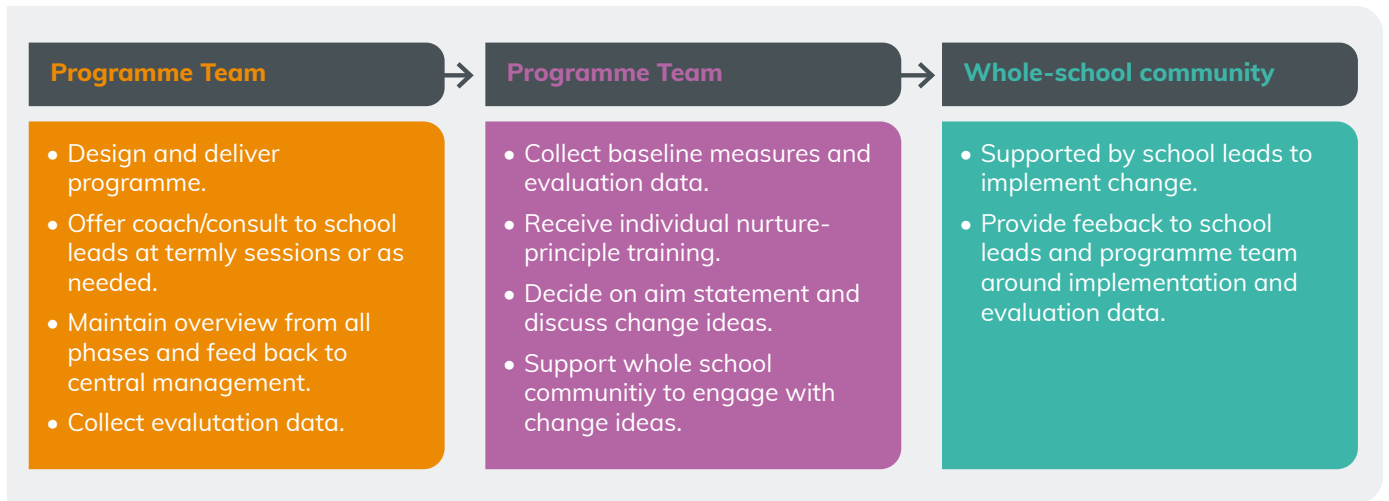 Programme Team
• Design and deliver
programme.
• Offer coach/consult to school
leads at termly sessions or as
needed.
• Maintain overview from all
phases and feed back to
central management.
• Collect evalutation data.
Programme Team
• Collect baseline measures and
evaluation data.
• Receive individual nurture-
principle training.
• Decide on aim statement and
discuss change ideas.
• Support whole school
communitiy to engage with
change ideas.
Whole-school community
• Supported by school leads to
implement change.
• Provide feeback to school
leads and programme team
around implementation and
evaluation data.